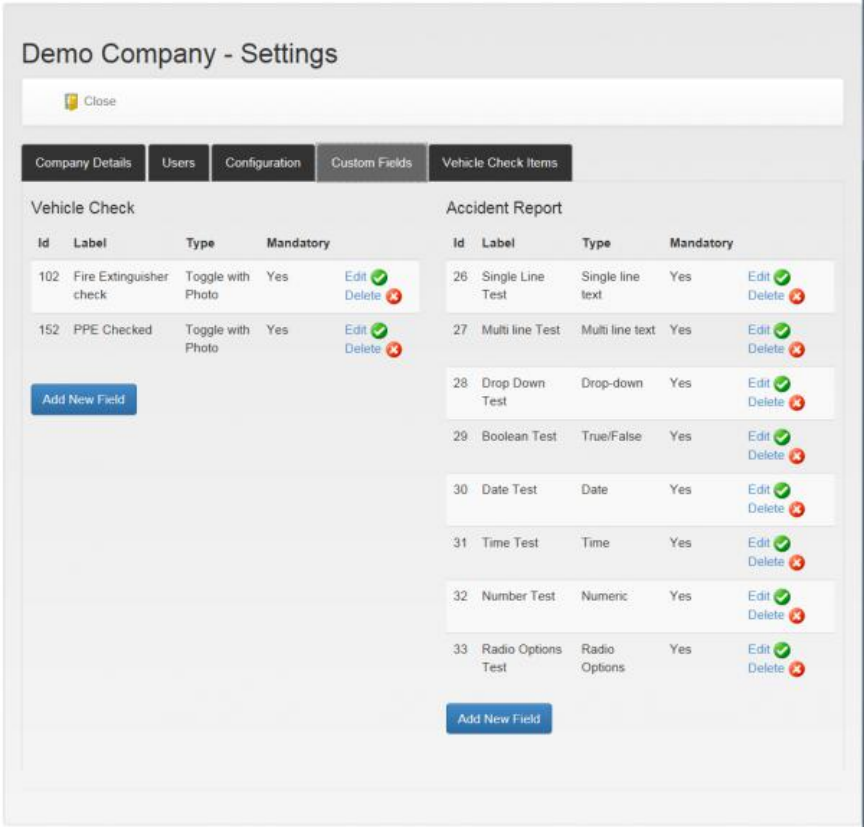 Demo Company - Settings
Close
Company Details Users Configuration Custom Fields Vehicle Check Items
Vehicle Check
Id Label Type Mandatory
102 Fire Extinguisher Toggle with Yes Edit
check Photo Delete
152 PPE Checked Toggle with Yes Edit
Photo Delete
Add New Field
Accident Report
Id Label Type Mandatory
26 Single Line Single line Yes Edit
Test text Delete
27 Multi line Test Multi line text Yes Edit
Delete
28 Drop Down Drop-down Yes Edit
Test Delete
29 Boolean Test True/False Yes Edit
Delete
30 Date Test Date Yes Edit
Delete
31 Time Test Time Yes Edit
Delete
32 Number Test Numeric Yes Edit
Delete
33 Radio Options Radio Yes Edit
Test Options Delete
Add New Field